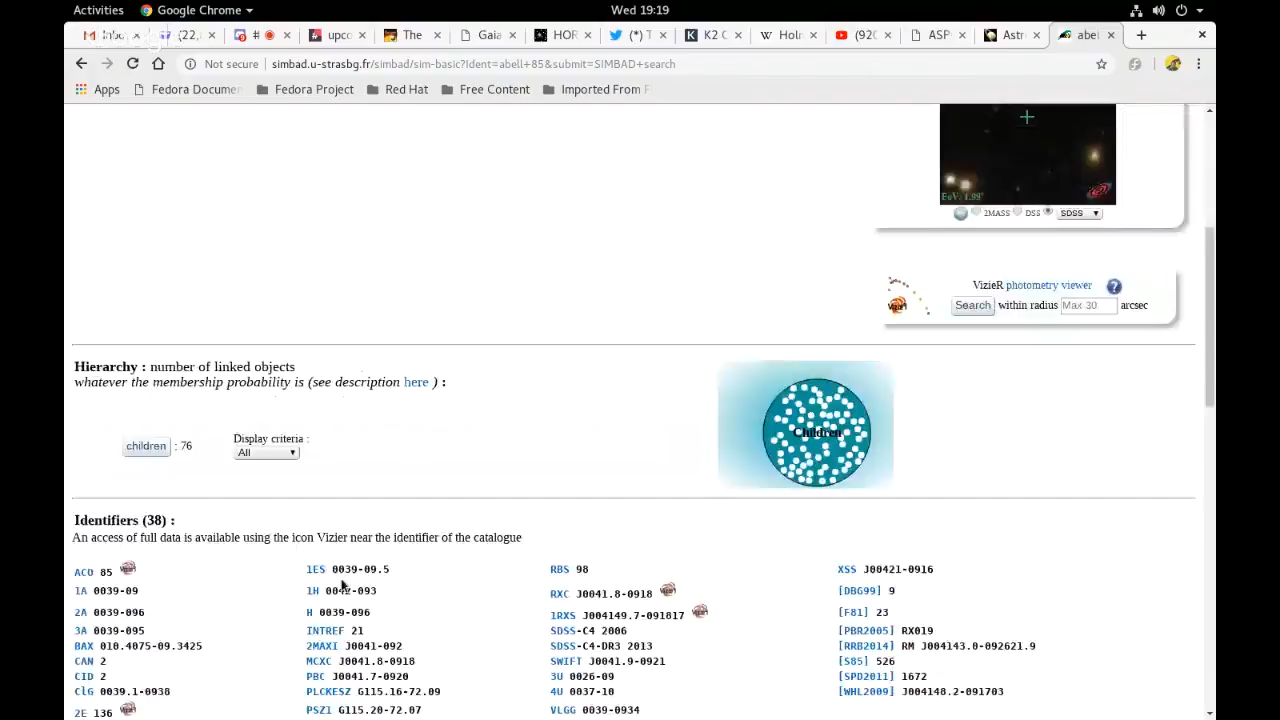 Activities Google Chrome Wed 19:19
(22, # upco The Gaia HOR (*) T K2 C Holn (92( ASP Astr abel
Not secure simbad.u-strasbg.fr/simbad/sim-basic?Ident=abell+85&submit=SIMBAD+search
Apps Fedora Docume Fedora Project Red Hat Free Content Imported From F
FoV: 1.99°
2MASS DSS SDSS
VizieR photometry viewer ?
Search within radius Max 30 arcsec
Hierarchy : number of linked objects
whatever the membership probability is (see description here ) :
Children
children : 76 Display criteria :
All
Identifiers (38) :
An access of full data is available using the icon Vizier near the identifier of the catalogue
ACO 85 1ES 0039-09.5 RBS 98 XSS J00421-0916
1A 0039-09 1H 0042-093 RXC J0041.8-0918 [DBG99] 9
2A 0039-096 H 0039-096 1RXS J004149.7-091817 [F81] 23
3A 0039-095 INTREF 21 SDSS-C4 2006 [PBR2005] RX019
BAX 010.4075-09.3425 2MAXI J0041-092 SDSS-C4-DR3 2013 [RRB2014] RM J004143.0-092621.9
CAN 2 MCXC J0041.8-0918 SWIFT J0041.9-0921 [S85] 526
CID 2 PBC J0041.7-0920 3U 0026-09 [SPD2011] 1672
ClG 0039.1-0938 PLCKESZ G115.16-72.09 4U 0037-10 [WHL2009] J004148.2-091703
2E 136 PSZ1 G115.20-72.07 VLGG 0039-0934